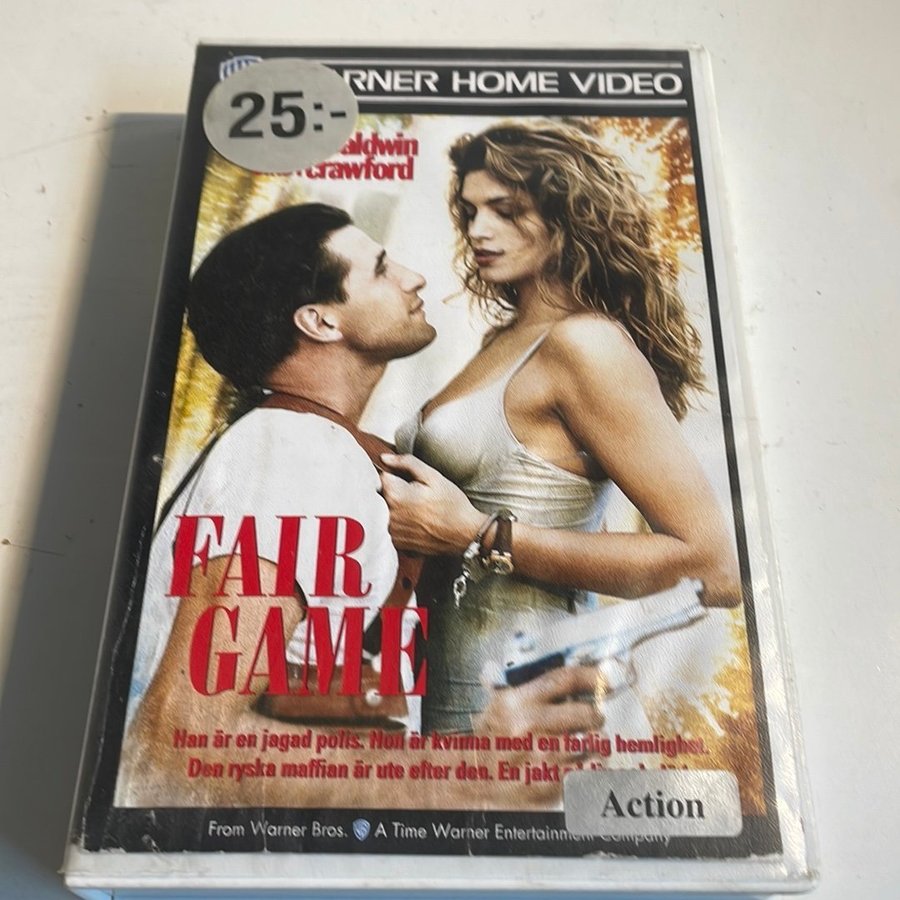 WARNER HOME VIDEO
25:-
aldwin
crawford
FAIR
GAME
Han är en jagad polis. Hon är kvinna med en farlig hemlighet.
Den ryska maffian är ute efter den. En jakt
Action
From Warner Bros. A Time Warner Entertainment Company